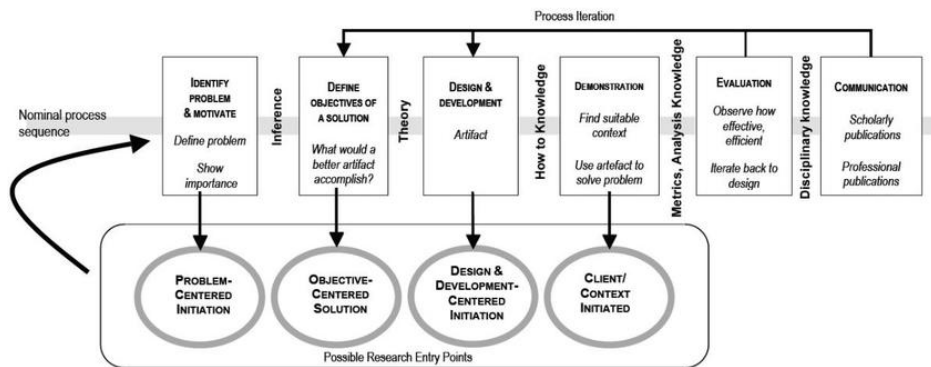 Process Iteration
Nominal process
sequence
IDENTIFY
PROBLEM
& MOTIVATE
Define problem
Show
importance
Inference
DEFINE
OBJECTIVES OF
A SOLUTION
What would a
better artifact
accomplish?
Theory
DESIGN &
DEVELOPMENT
Artifact
How to Knowledge
DEMONSTRATION
Find suitable
context
Use artefact to
solve problem
Metrics, Analysis Knowledge
EVALUATION
Observe how
effective,
efficient
Iterate back to
design
Disciplinary knowledge
COMMUNICATION
Scholarly
publications
Professional
publications
PROBLEM-
CENTERED
INITIATION
OBJECTIVE-
CENTERED
SOLUTION
DESIGN &
DEVELOPMENT-
CENTERED
INITIATION
CLIENT/
CONTEXT
INITIATED
Possible Research Entry Points